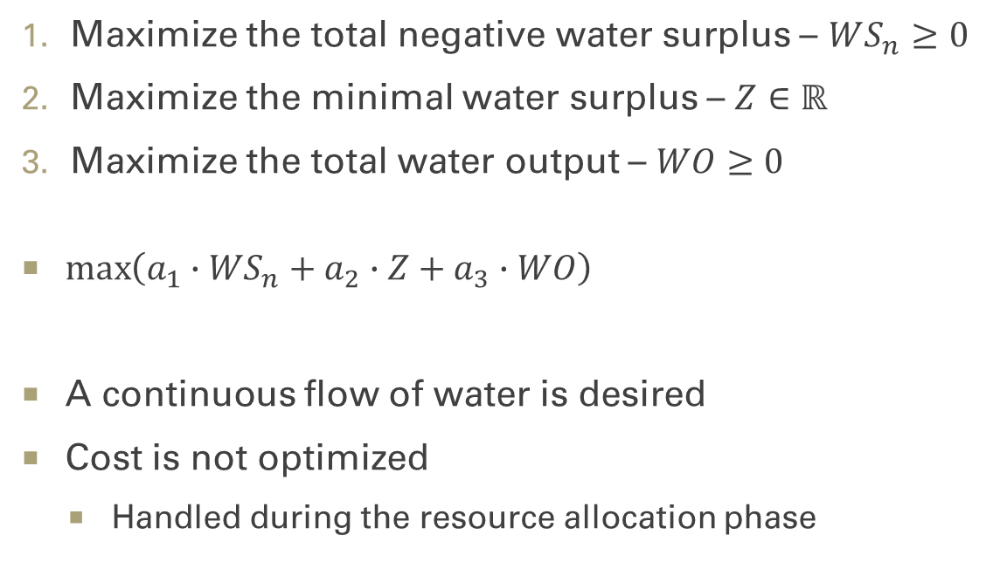 1. Maximize the total negative water surplus – $WS_n \geq 0$
2. Maximize the minimal water surplus – $Z \in \mathbb{R}$
3. Maximize the total water output – $WO \geq 0$
▪ $\max(a_1 \cdot WS_n + a_2 \cdot Z + a_3 \cdot WO)$
▪ A continuous flow of water is desired
▪ Cost is not optimized
▪ Handled during the resource allocation phase